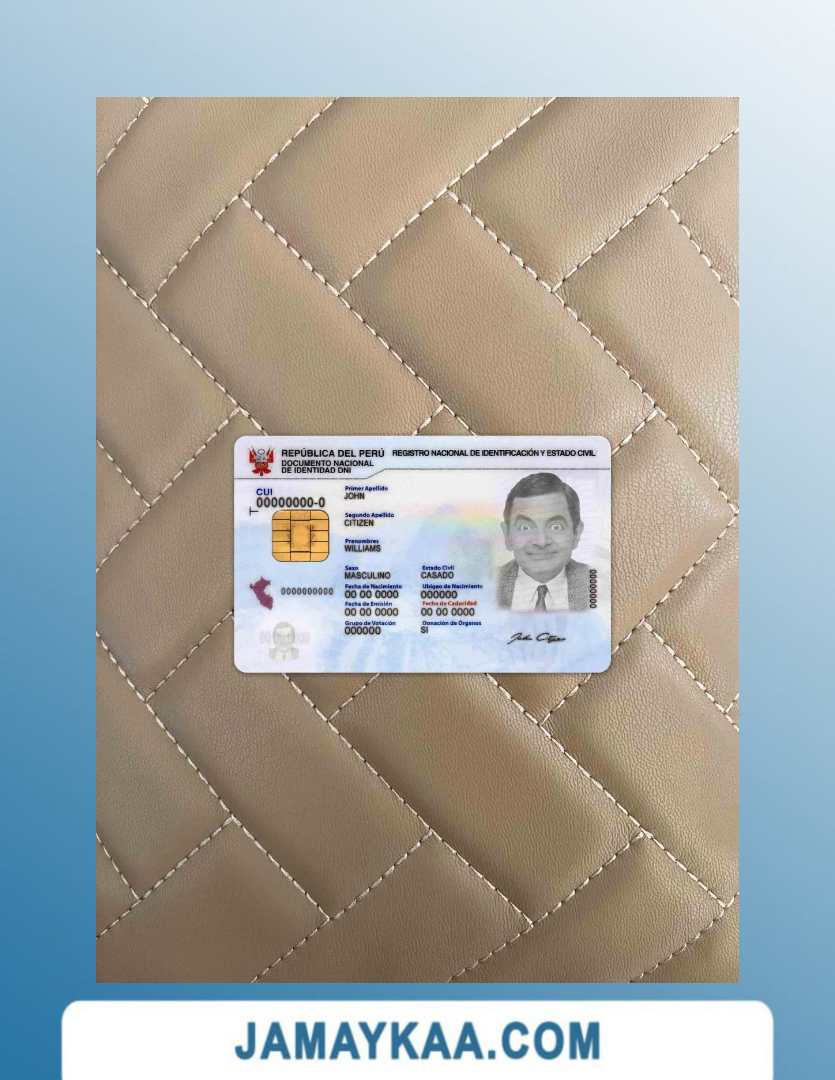 REPÚBLICA DEL PERÚ REGISTRO NACIONAL DE IDENTIFICACIÓN Y ESTADO CIVIL
DOCUMENTO NACIONAL
DE IDENTIDAD DNI
CUI
00000000-0
Primer Apellido
JOHN
Segundo Apellido
CITIZEN
Prenombres
WILLIAMS
Sexo Estado Civil
MASCULINO CASADO
Fecha de Nacimiento Ubigeo de Nacimiento
00 00 0000 000000
0000000000
Fecha de Emisión Fecha de Caducidad
00 00 0000 00 00 0000
Grupo de Votación Donación de Órganos
000000 SI
00000000
John Citizen
JAMAYKAA.COM